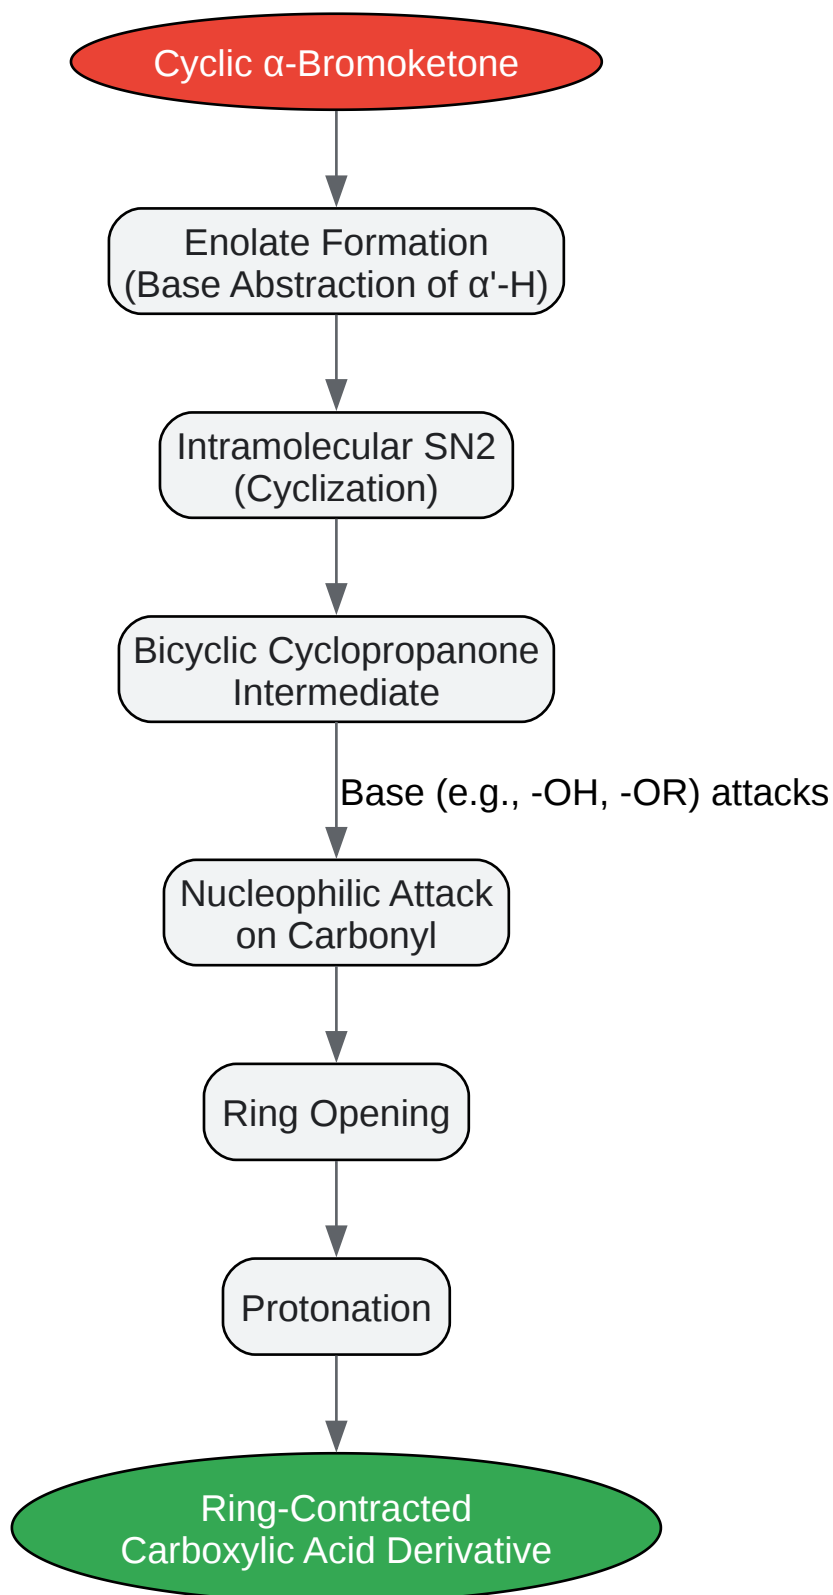 Cyclic α-Bromoketone
Enolate Formation
(Base Abstraction of α'-H)
Intramolecular SN2
(Cyclization)
Bicyclic Cyclopropanone
Intermediate
Base (e.g., -OH, -OR) attacks
Nucleophilic Attack
on Carbonyl
Ring Opening
Protonation
Ring-Contracted
Carboxylic Acid Derivative